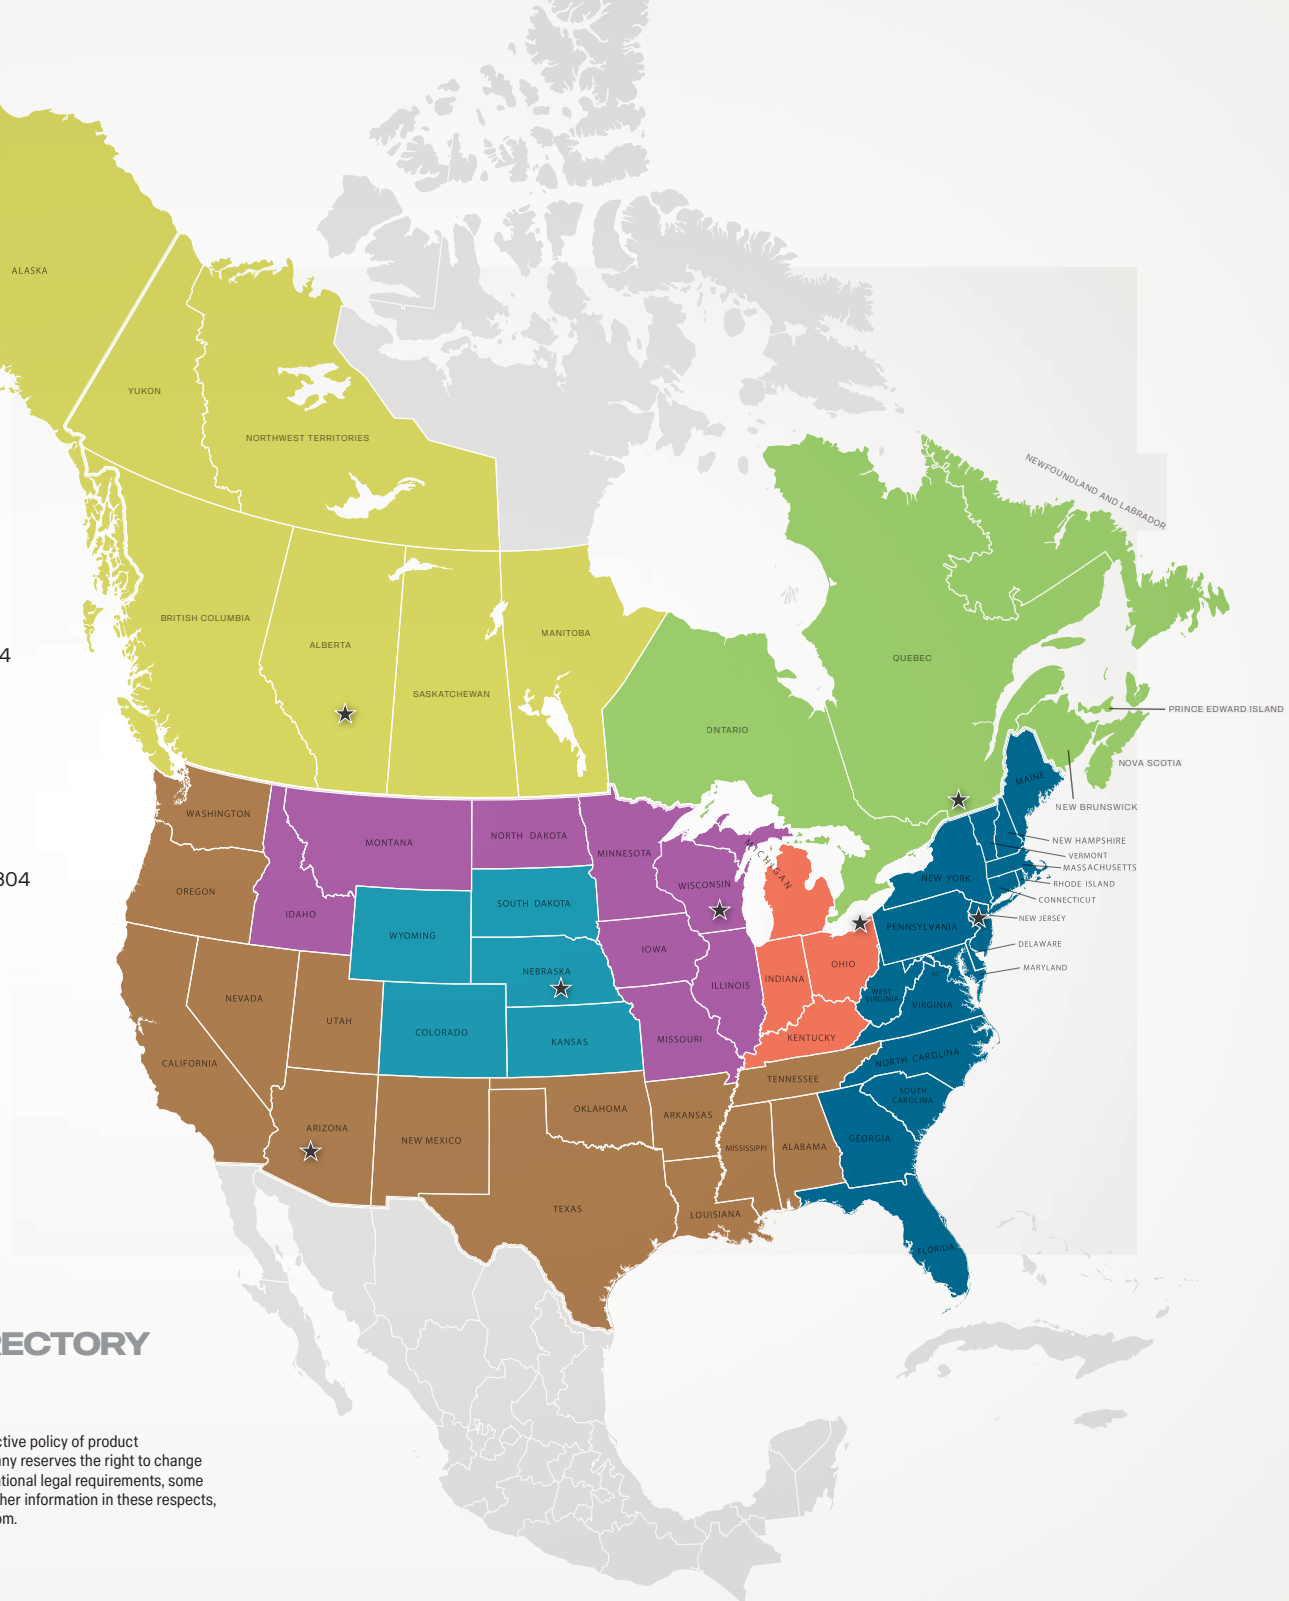 ALASKA
YUKON
NORTHWEST TERRITORIES
NEWFOUNDLAND AND LABRADOR
BRITISH COLUMBIA
ALBERTA
MANITOBA
SASKATCHEWAN
QUEBEC
4
ONTARIO
PRINCE EDWARD ISLAND
NOVA SCOTIA
NEW BRUNSWICK
MAINE
WASHINGTON
MONTANA
NORTH DAKOTA
MINNESOTA
MICHIGAN
NEW HAMPSHIRE
VERMONT
MASSACHUSETTS
RHODE ISLAND
CONNECTICUT
NEW YORK
304
OREGON
IDAHO
SOUTH DAKOTA
WISCONSIN
NEW JERSEY
PENNSYLVANIA
WYOMING
IOWA
DELAWARE
MARYLAND
NEBRASKA
ILLINOIS
INDIANA
OHIO
WEST
VIRGINIA
VIRGINIA
NEVADA
UTAH
COLORADO
KANSAS
MISSOURI
KENTUCKY
CALIFORNIA
NORTH CAROLINA
TENNESSEE
SOUTH
CAROLINA
ARIZONA
NEW MEXICO
OKLAHOMA
ARKANSAS
MISSISSIPPI
ALABAMA
GEORGIA
TEXAS
LOUISIANA
FLORIDA
RECTORY
ctive policy of product
any reserves the right to change
ational legal requirements, some
ther information in these respects,
om.